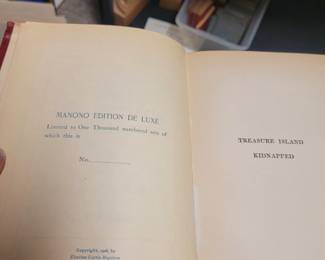 MANONO EDITION DE LUXE
Limited to One Thousand numbered sets of
which this is
No.
Copyright, 1906, by
Charles Curtis Bigelow
TREASURE ISLAND
KIDNAPPED